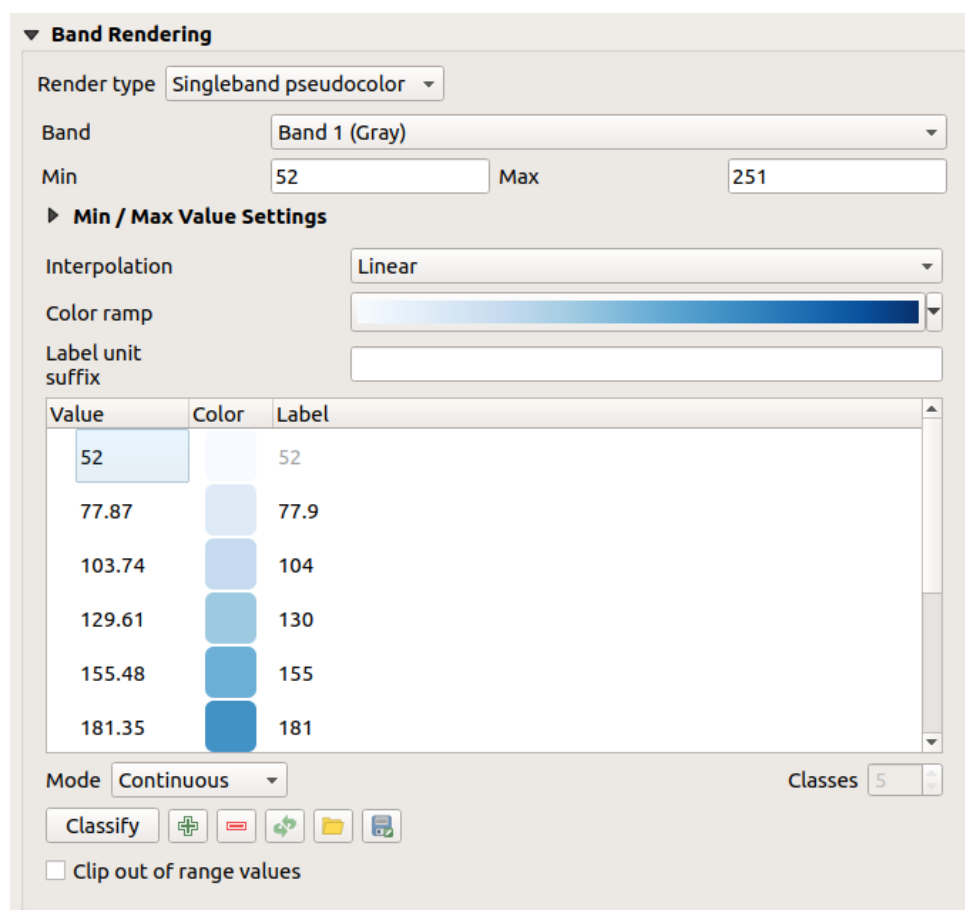 Band Rendering
Render type Singleband pseudocolor
Band Band 1 (Gray)
Min 52 Max 251
Min / Max Value Settings
Interpolation Linear
Color ramp
Label unit
suffix
Value Color Label
52 52
77.87 77.9
103.74 104
129.61 130
155.48 155
181.35 181
Mode Continuous Classes 5
Classify
Clip out of range values